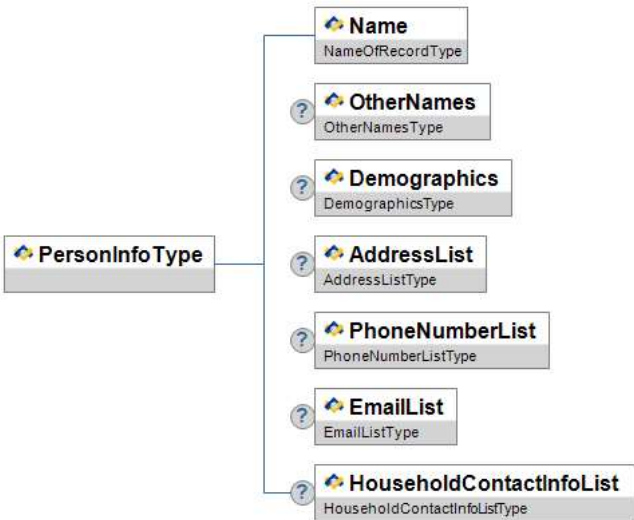 Name
NameOfRecordType
?
OtherNames
OtherNamesType
?
Demographics
DemographicsType
PersonInfoType
?
AddressList
AddressListType
?
PhoneNumberList
PhoneNumberListType
?
EmailList
EmailListType
?
HouseholdContactInfoList
HouseholdContactInfoListType